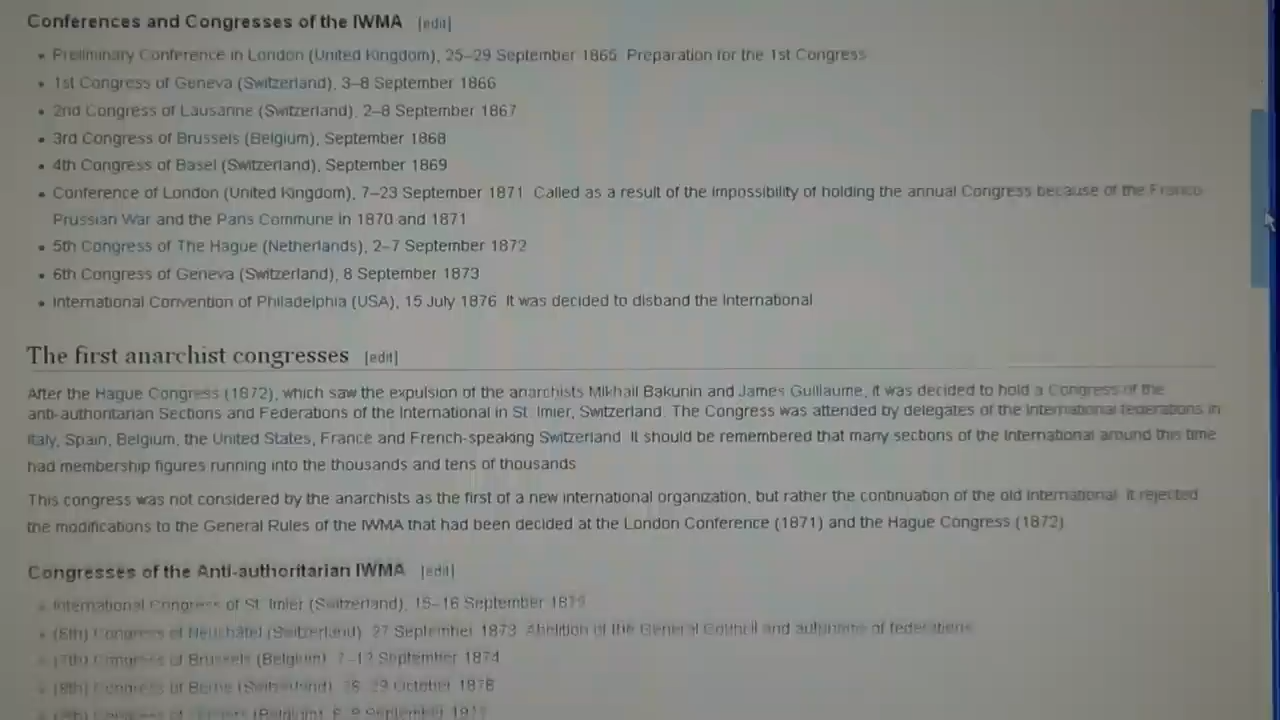 Conferences and Congresses of the IWMA [edit]
Preliminary Conference in London (United Kingdom), 25–29 September 1865 Preparation for the 1st Congress
1st Congress of Geneva (Switzerland), 3–8 September 1866
2nd Congress of Lausanne (Switzerland), 2–8 September 1867
3rd Congress of Brussels (Belgium), September 1868
4th Congress of Basel (Switzerland), September 1869
Conference of London (United Kingdom), 7–23 September 1871 Called as a result of the impossibility of holding the annual Congress because of the Franco
Prussian War and the Paris Commune in 1870 and 1871
5th Congress of The Hague (Netherlands), 2–7 September 1872
6th Congress of Geneva (Switzerland), 8 September 1873
International Convention of Philadelphia (USA), 15 July 1876 It was decided to disband the International
The first anarchist congresses [edit]
After the Hague Congress (1872), which saw the expulsion of the anarchists Mikhail Bakunin and James Guillaume, it was decided to hold a Congress of the
anti-authoritarian Sections and Federations of the International in St. Imier, Switzerland. The Congress was attended by delegates of the International federations in
Italy, Spain, Belgium, the United States, France and French-speaking Switzerland. It should be remembered that many sections of the International around this time
had membership figures running into the thousands and tens of thousands
This congress was not considered by the anarchists as the first of a new international organization, but rather the continuation of the old International. It rejected
the modifications to the General Rules of the IWMA that had been decided at the London Conference (1871) and the Hague Congress (1872)
Congresses of the Anti-authoritarian IWMA [edit]
International Congress of St. Imier (Switzerland), 15–16 September
Congress of Neuchâtel (Switzerland) 27 September 1873 Abolition of the General Council and autonomy of federations
(7th) Congress of Brussels (Belgium) September 1874
(8th) Congress of Berne (Switzerland) October
Congress of (Belgium) September